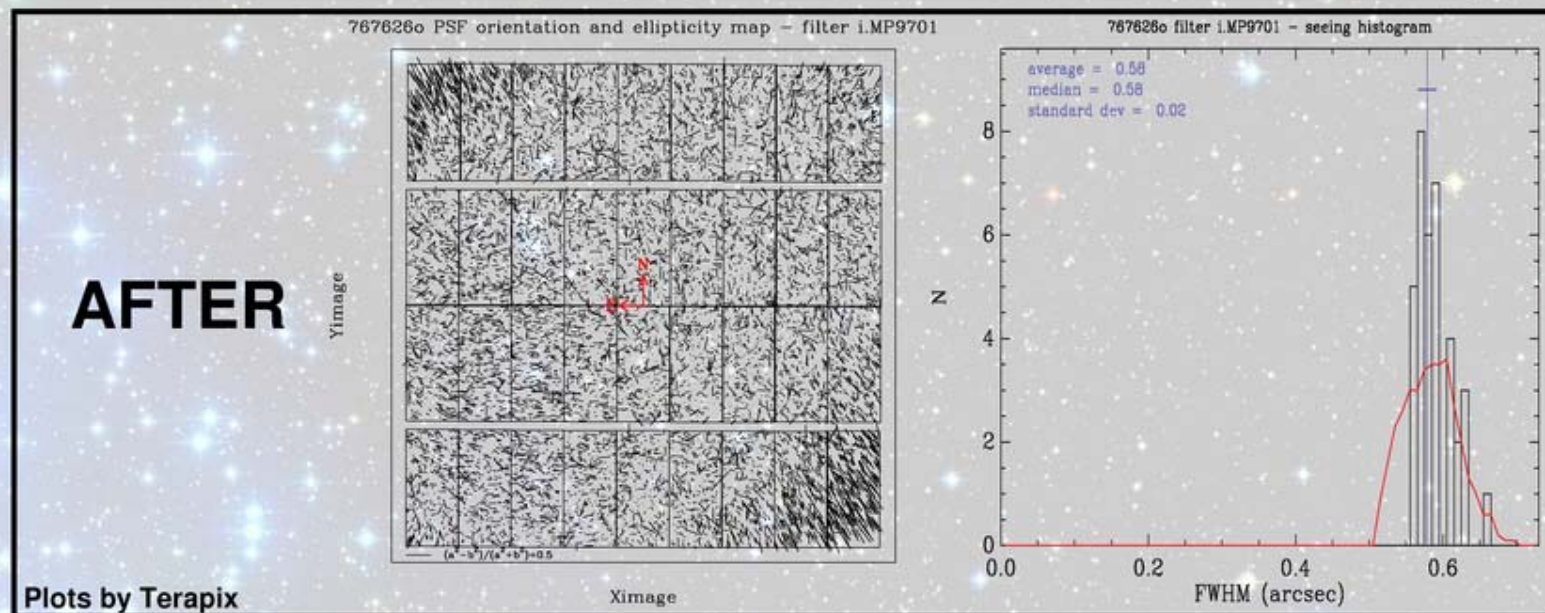 767626o PSF orientation and ellipticity map - filter i.MP9701
767626o filter i.MP9701 - seeing histogram
AFTER
Yimage
N
(a²-b²)/(a²+b²)=0.5
Ximage
average = 0.58
median = 0.58
standard dev = 0.02
N
8
6
4
2
0
0.0 0.2 0.4 0.6
FWHM (arcsec)
Plots by Terapix